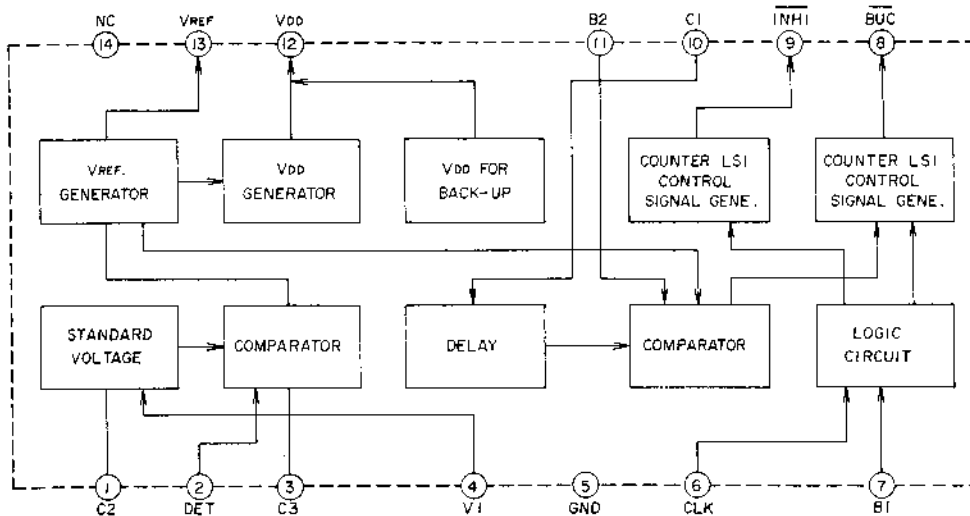 NC VREF VDD B2 C1 INH1 BUC
14 13 12 11 10 9 8
VREF. GENERATOR
VDD GENERATOR
VDD FOR BACK-UP
COUNTER LSI CONTROL SIGNAL GENE.
COUNTER LSI CONTROL SIGNAL GENE.
STANDARD VOLTAGE
COMPARATOR
DELAY
COMPARATOR
LOGIC CIRCUIT
1 2 3 4 5 6 7
C2 DET C3 V1 GND CLK B1